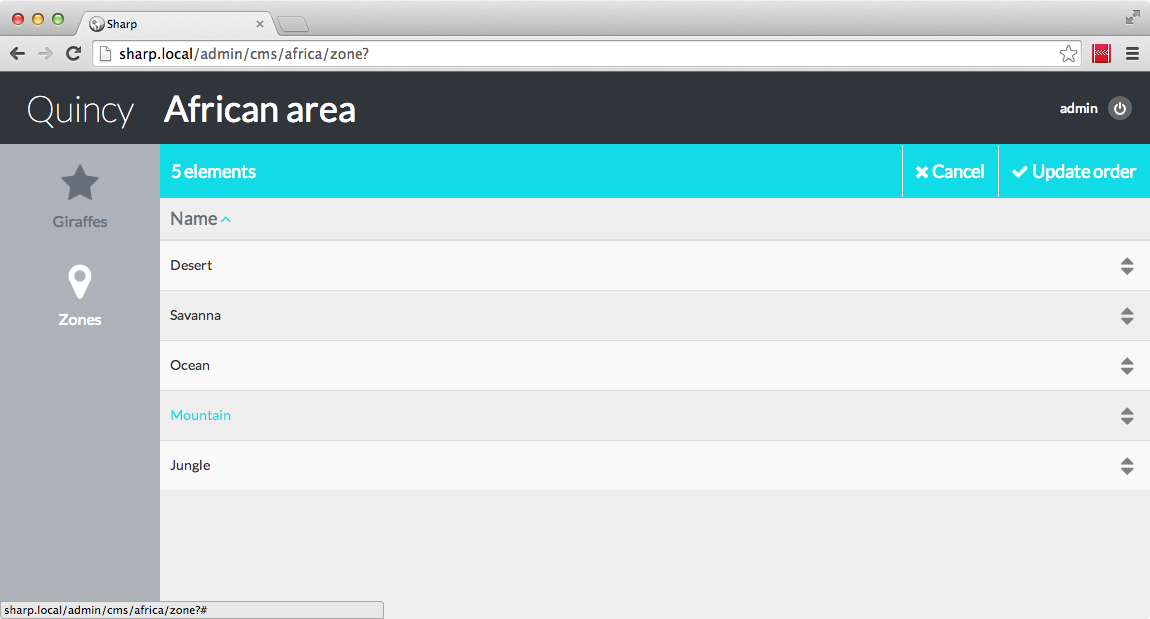 Sharp
sharp.local/admin/cms/africa/zone?
Quincy African area admin
Giraffes
Zones
5 elements Cancel Update order
Name
Desert
Savanna
Ocean
Mountain
Jungle
sharp.local/admin/cms/africa/zone?#